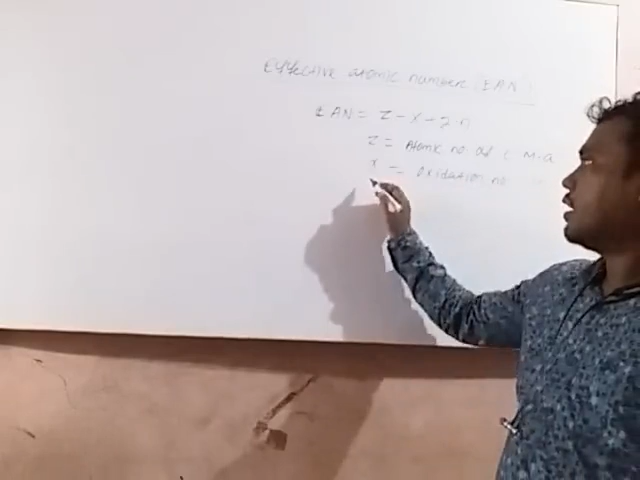 Effective atomic number (EAN)
EAN = Z - X + 2n
Z = Atomic no of C M.a
X = Oxidation no